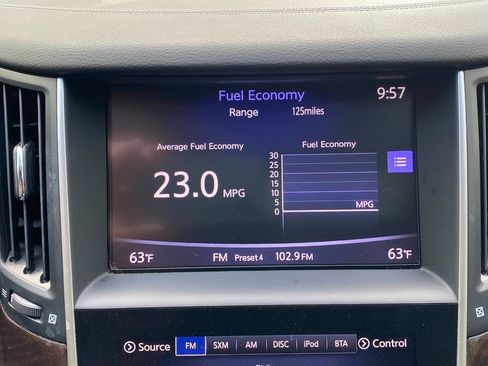 Fuel Economy 9:57
Range 125miles
Average Fuel Economy Fuel Economy
23.0 MPG
30
25
20
15
10
5
0
MPG
63°F FM Preset 4 102.9 FM 63°F
Source FM SXM AM DISC iPod BTA Control